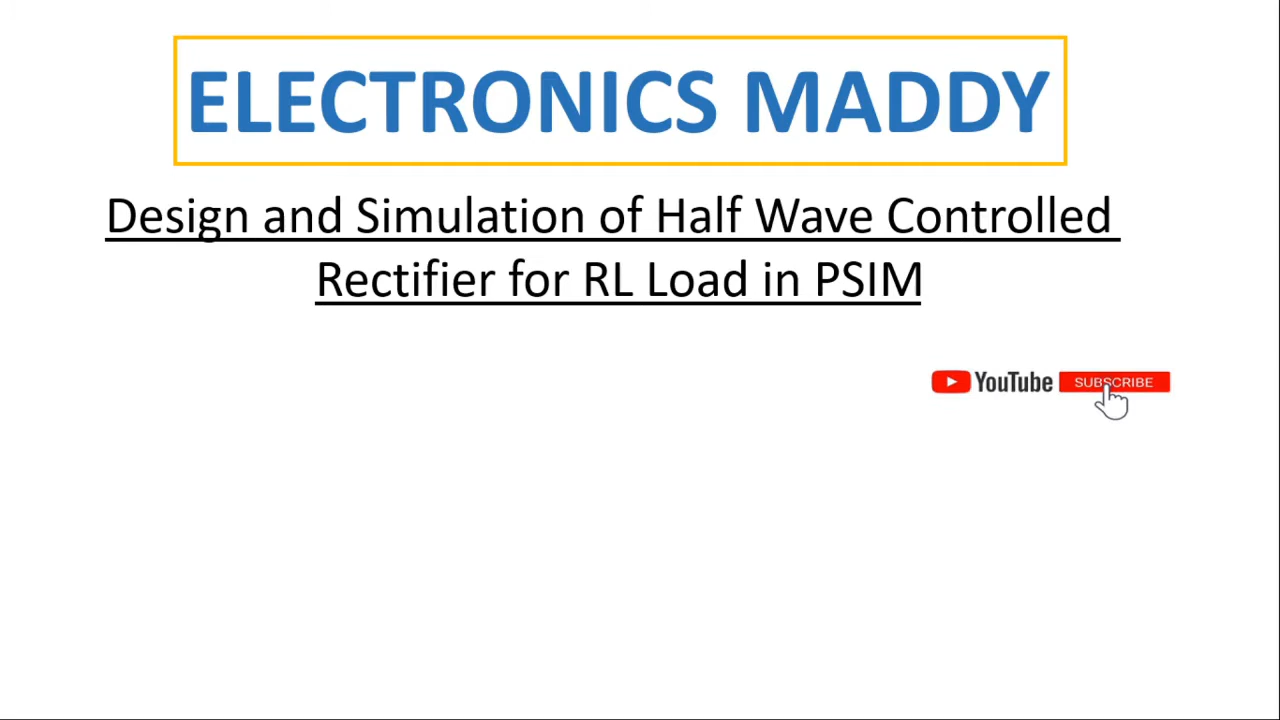 ELECTRONICS MADDY
Design and Simulation of Half Wave Controlled
Rectifier for RL Load in PSIM
YouTube SUBSCRIBE